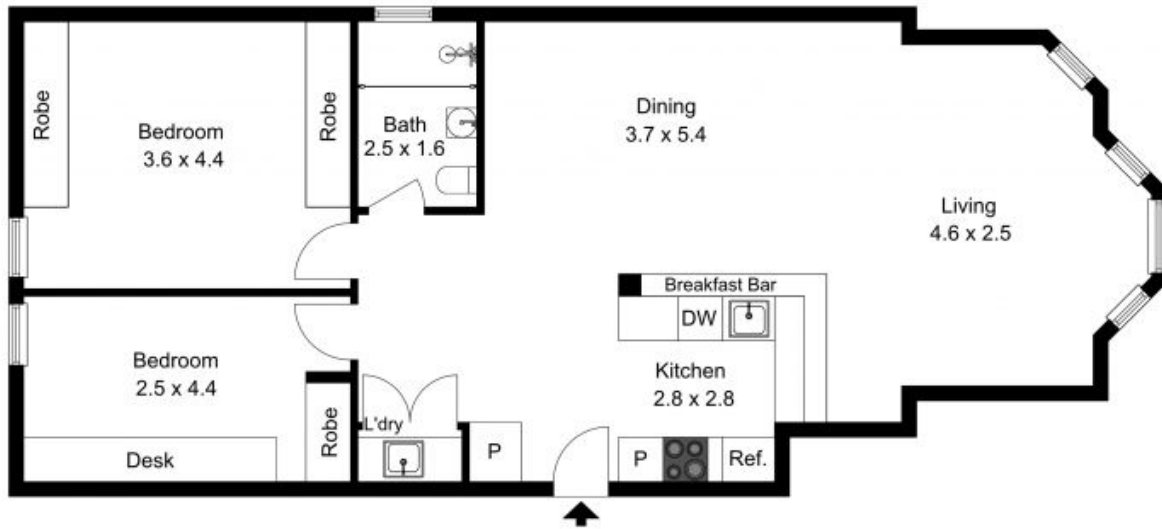 Robe
Bedroom
3.6 x 4.4
Robe
Bath
2.5 x 1.6
Dining
3.7 x 5.4
Living
4.6 x 2.5
Breakfast Bar
DW
Kitchen
2.8 x 2.8
Bedroom
2.5 x 4.4
Robe
Desk
L'dry
P
P
Ref.